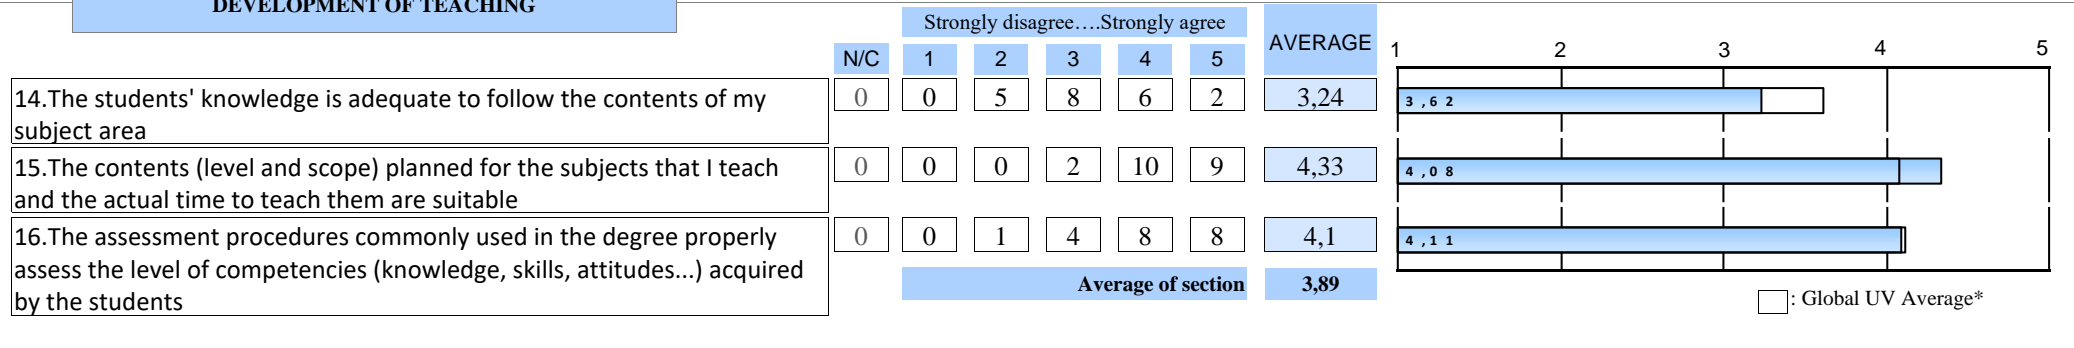 DEVELOPMENT OF TEACHING
Strongly disagree….Strongly agree
AVERAGE
N/C 1 2 3 4 5
1 2 3 4 5
14.The students' knowledge is adequate to follow the contents of my
subject area
0 0 5 8 6 2 3,24
3,62
15.The contents (level and scope) planned for the subjects that I teach
and the actual time to teach them are suitable
0 0 0 2 10 9 4,33
4,08
16.The assessment procedures commonly used in the degree properly
assess the level of competencies (knowledge, skills, attitudes...) acquired
by the students
0 0 1 4 8 8 4,1
4,11
Average of section 3,89
: Global UV Average*